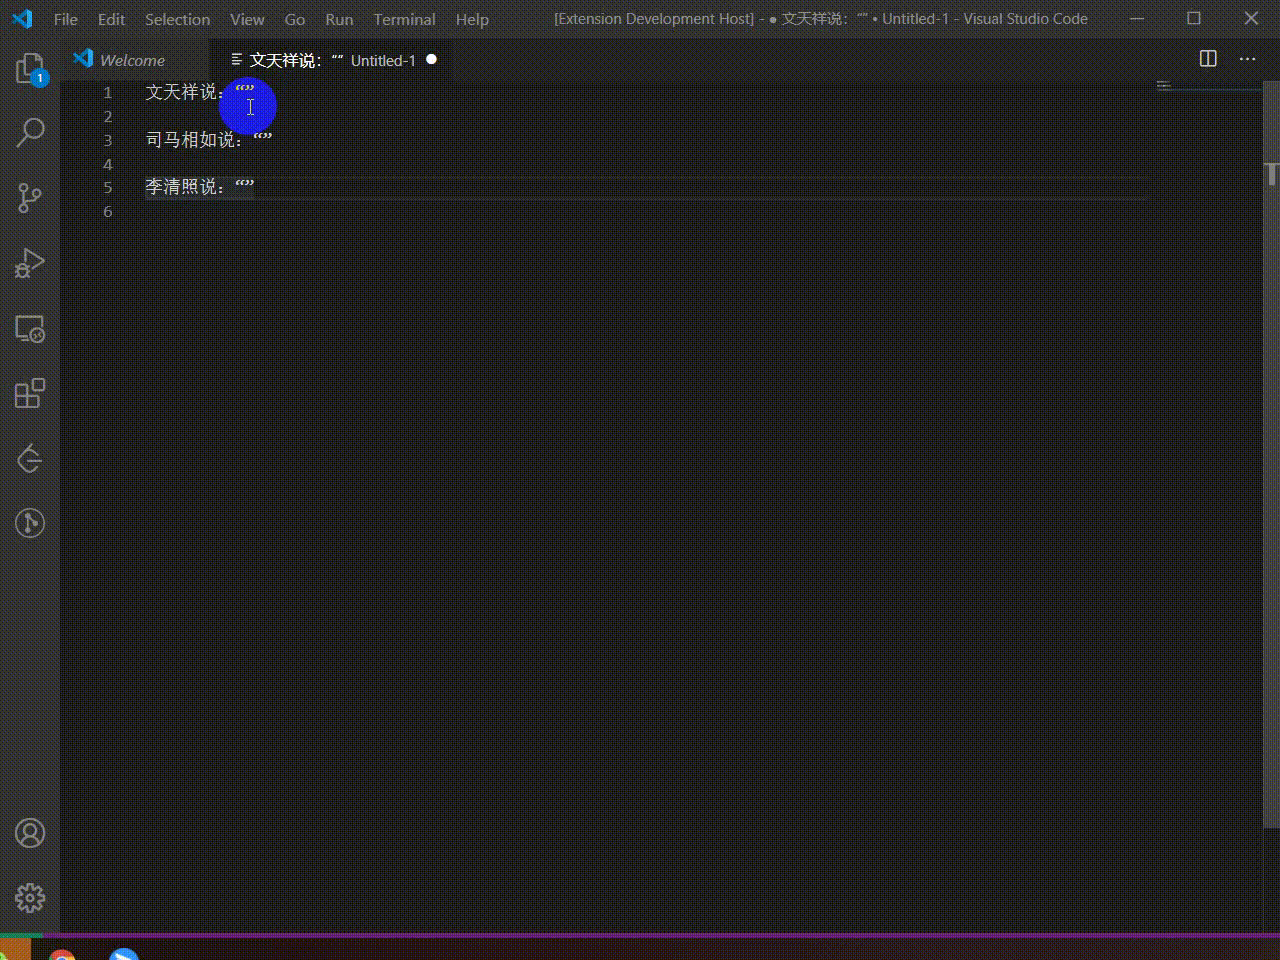 File Edit Selection View Go Run Terminal Help [Extension Development Host] - ● 文天祥说：“” • Untitled-1 - Visual Studio Code
Welcome 文天祥说：“” Untitled-1
1
1 文天祥说：“”
2
3 司马相如说：“”
4
5 李清照说：“”
6